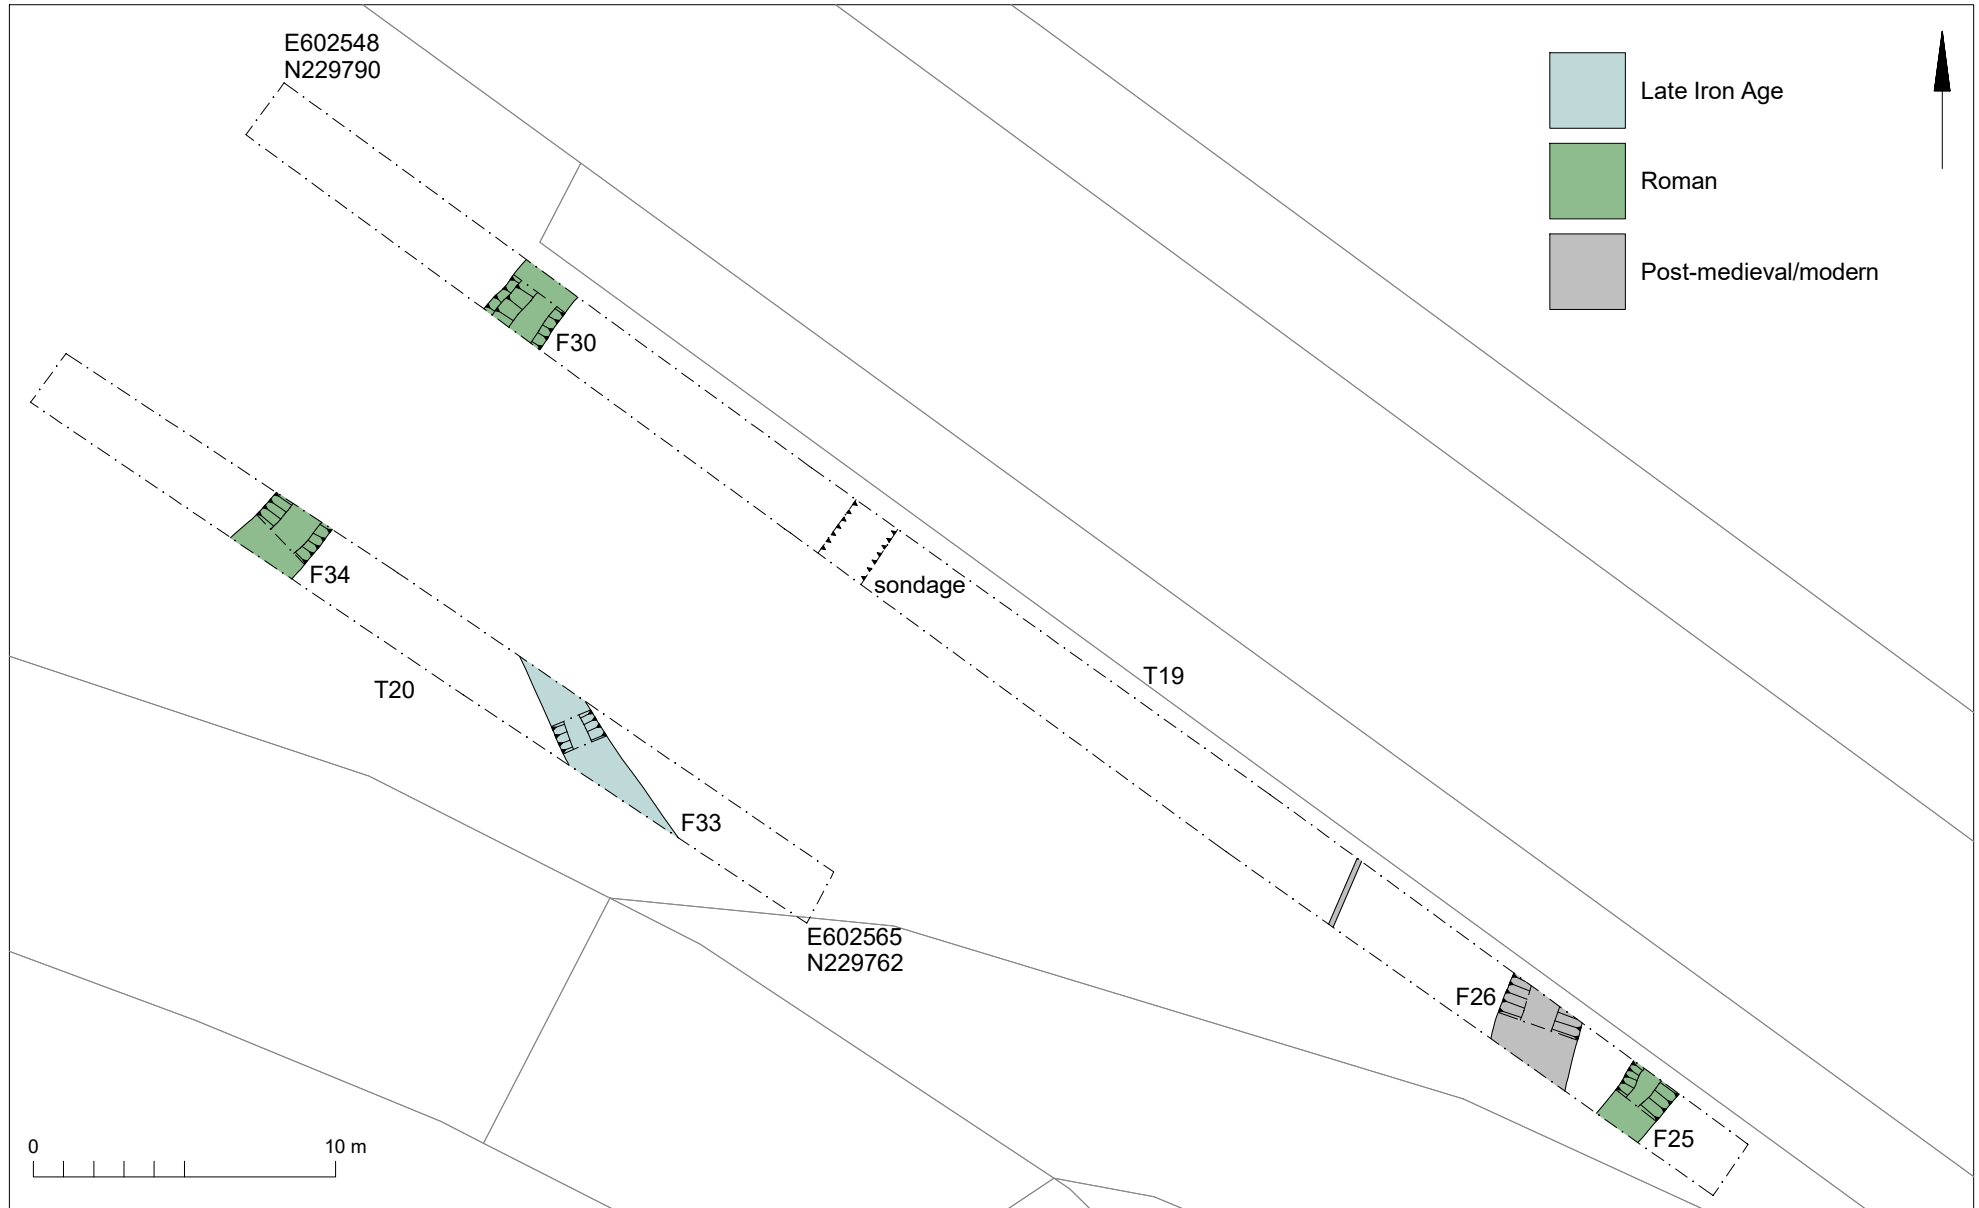 E602548
N229790
Late Iron Age
Roman
Post-medieval/modern
F30
F34
sondage
T19
T20
F33
E602565
N229762
F26
F25
0 10 m